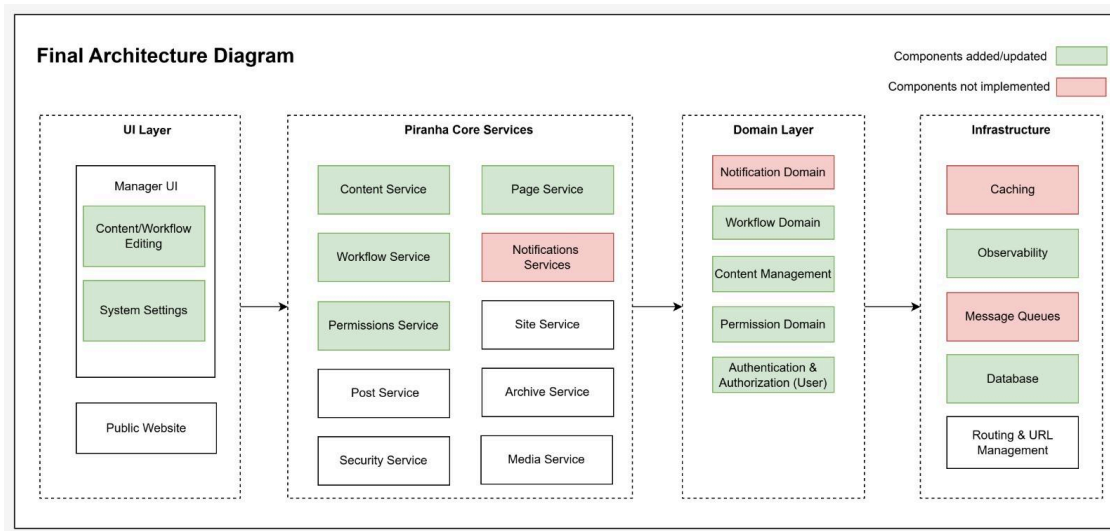 Final Architecture Diagram
Components added/updated
Components not implemented
UI Layer
Manager UI
Content/Workflow
Editing
System Settings
Public Website
Piranha Core Services
Content Service
Page Service
Workflow Service
Notifications
Services
Permissions Service
Site Service
Post Service
Archive Service
Security Service
Media Service
Domain Layer
Notification Domain
Workflow Domain
Content Management
Permission Domain
Authentication &
Authorization (User)
Infrastructure
Caching
Observability
Message Queues
Database
Routing & URL
Management